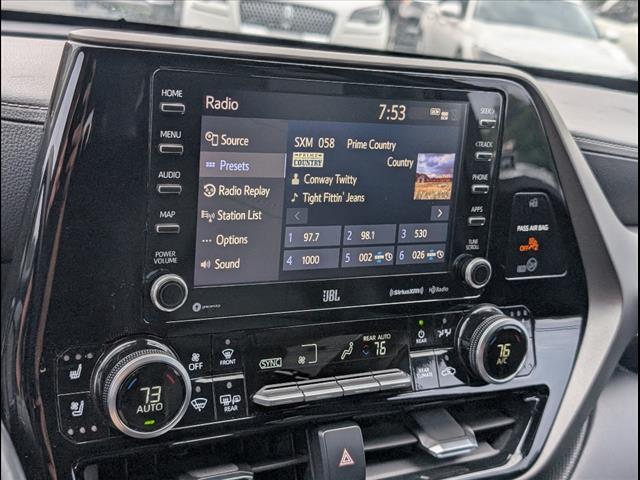 HOME
MENU
AUDIO
MAP
POWER
VOLUME
Radio
7:53
Source
Presets
Radio Replay
Station List
Options
Sound
SXM 058 Prime Country
PRIME
COUNTRY
Country
Conway Twitty
Tight Fittin' Jeans
1 97.7
2 98.1
3 530
4 1000
5 002
6 026
SEEK
TRACK
PHONE
APPS
TUNE
SCROLL
JBL
SiriusXM
HD Radio
PASS AIR BAG
OFF
73
AUTO
OFF
FRONT
REAR
SYNC
REAR AUTO
76
REAR
REAR
CLIMATE
76
A/C